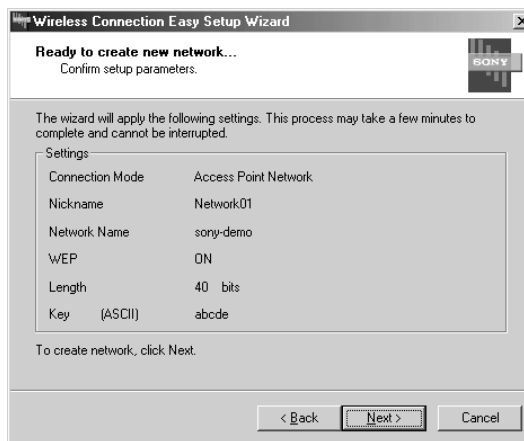 Wireless Connection Easy Setup Wizard
Ready to create new network...
Confirm setup parameters.
SONY
The wizard will apply the following settings. This process may take a few minutes to
complete and cannot be interrupted.
Settings
Connection Mode Access Point Network
Nickname Network01
Network Name sony-demo
WEP ON
Length 40 bits
Key (ASCII) abcde
To create network, click Next.
< Back Next > Cancel